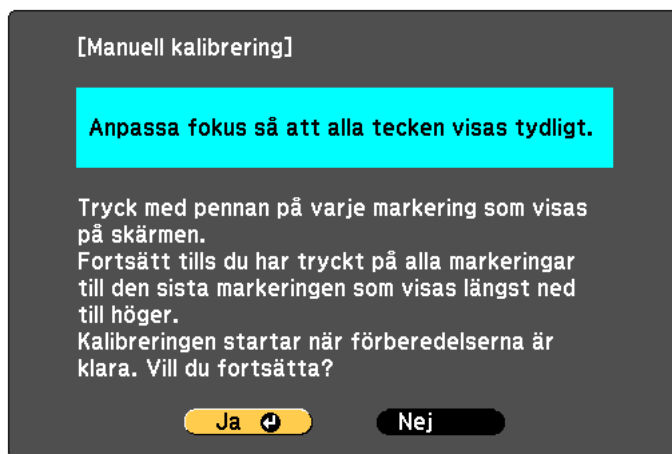 [Manuell kalibrering]
Anpassa fokus så att alla tecken visas tydligt.
Tryck med pennan på varje markering som visas
på skärmen.
Fortsätt tills du har tryckt på alla markeringar
till den sista markeringen som visas längst ned
till höger.
Kalibreringen startar när förberedelserna är
klara. Vill du fortsätta?
Ja
Nej